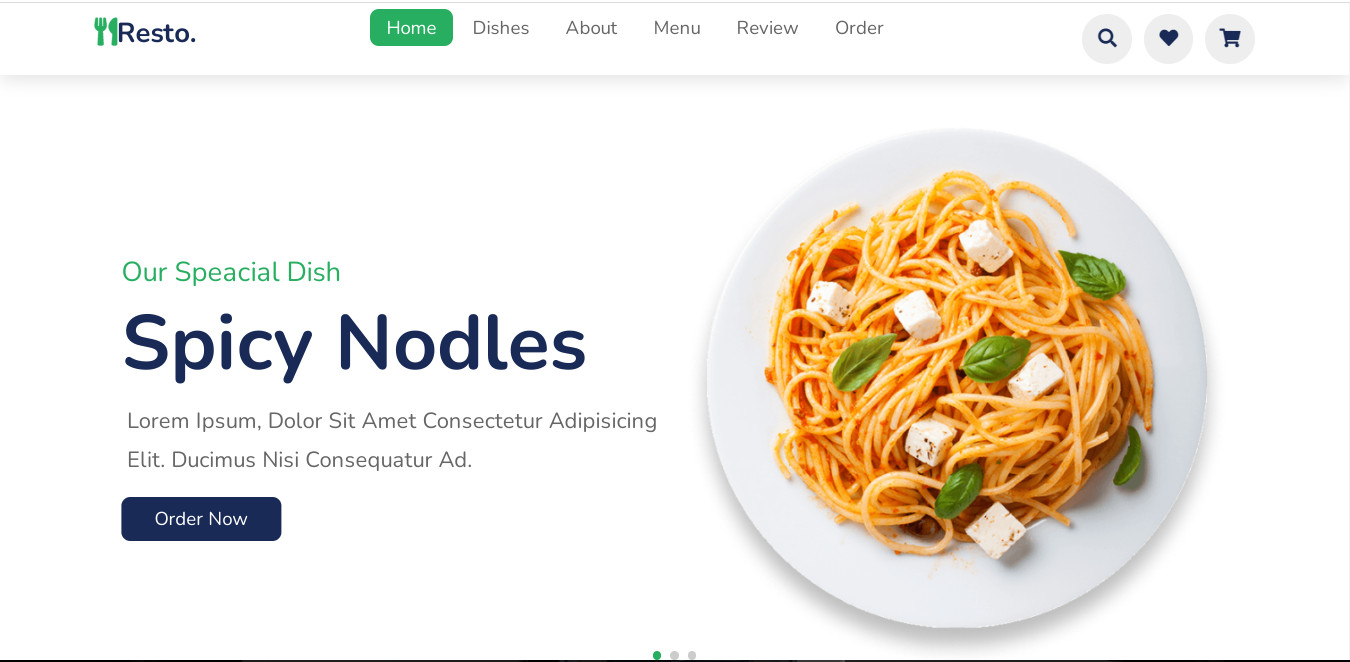 Resto.
Home Dishes About Menu Review Order
Our Speacial Dish
Spicy Nodles
Lorem Ipsum, Dolor Sit Amet Consectetur Adipisicing
Elit. Ducimus Nisi Consequatur Ad.
Order Now